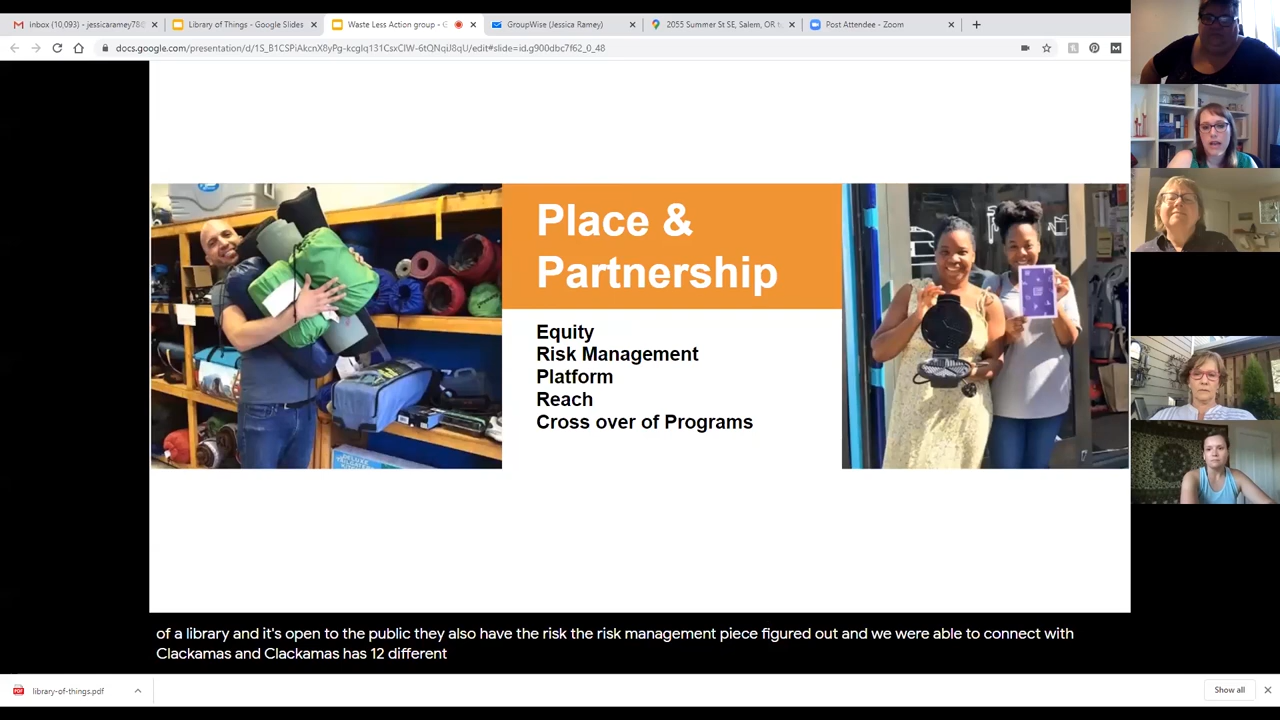 Inbox (10,093) - jessicaramey78@
Library of Things - Google Slides
Waste Less Action group - G
GroupWise (Jessica Ramey)
2055 Summer St SE, Salem, OR t
Post Attendee - Zoom
docs.google.com/presentation/d/1S_B1CSPiAkcnX8yPg-kcgIq131CsxClW-6tQNqiJ8qU/edit#slide=id.g900dbc7f62_0_48
Place &
Partnership
Equity
Risk Management
Platform
Reach
Cross over of Programs
of a library and it's open to the public they also have the risk the risk management piece figured out and we were able to connect with
Clackamas and Clackamas has 12 different
library-of-things.pdf
Show all